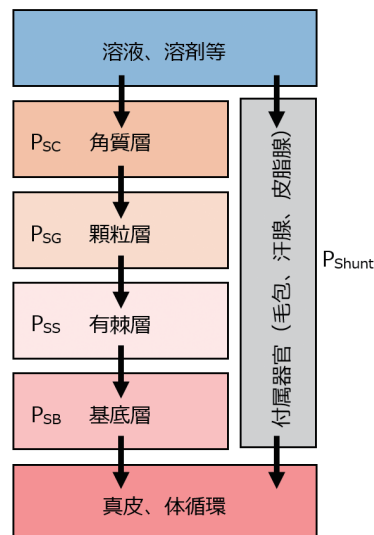 溶液、溶剤等
PSC 角質層
PSG 顆粒層
PSS 有棘層
PSB 基底層
付属器官（毛包、汗腺、皮脂腺）
PShunt
真皮、体循環